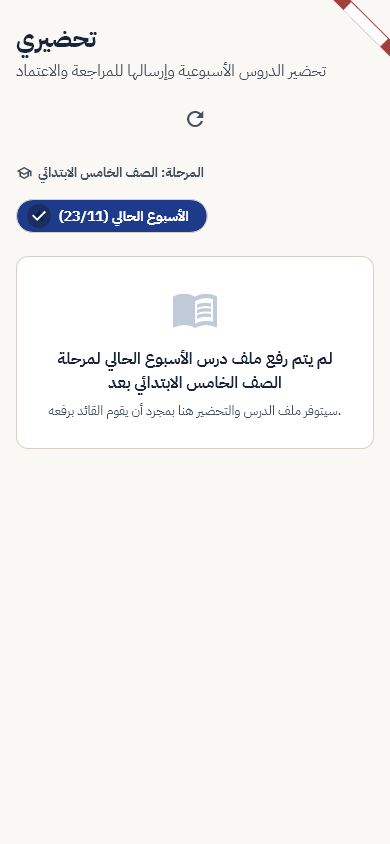 تحضيري
تحضير الدروس الأسبوعية وإرسالها للمراجعة والاعتماد
المرحلة: الصف الخامس الابتدائي
الأسبوع الحالي (23/11)
لم يتم رفع ملف درس الأسبوع الحالي لمرحلة
الصف الخامس الابتدائي بعد
سيتوفر ملف الدرس والتحضير هنا بمجرد أن يقوم القائد برفعه.